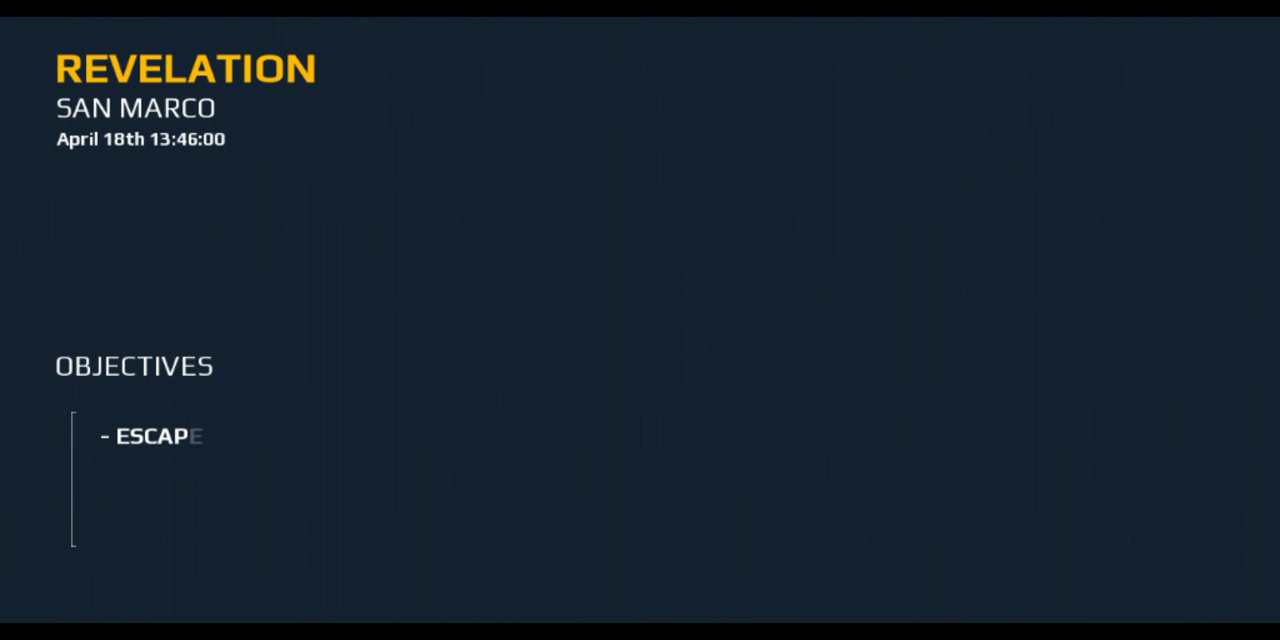 REVELATION
SAN MARCO
April 18th 13:46:00
OBJECTIVES
- ESCAPE